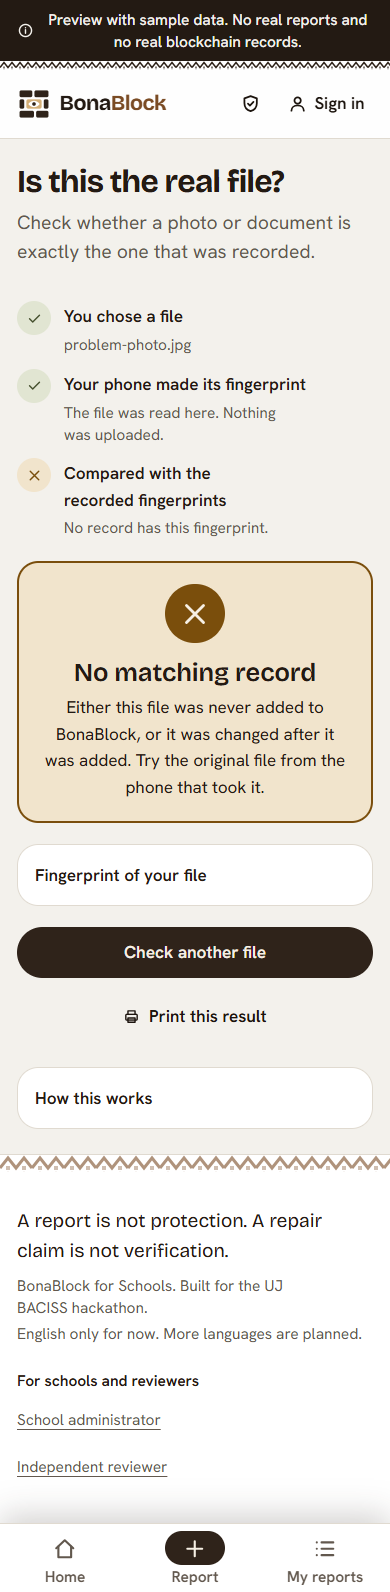 Preview with sample data. No real reports and
no real blockchain records.
BonaBlock
Sign in
Is this the real file?
Check whether a photo or document is
exactly the one that was recorded.
You chose a file
problem-photo.jpg
Your phone made its fingerprint
The file was read here. Nothing
was uploaded.
Compared with the
recorded fingerprints
No record has this fingerprint.
No matching record
Either this file was never added to
BonaBlock, or it was changed after it
was added. Try the original file from the
phone that took it.
Fingerprint of your file
Check another file
Print this result
How this works
A report is not protection. A repair
claim is not verification.
BonaBlock for Schools. Built for the UJ
BACISS hackathon.
English only for now. More languages are planned.
For schools and reviewers
School administrator
Independent reviewer
Home
Report
My reports